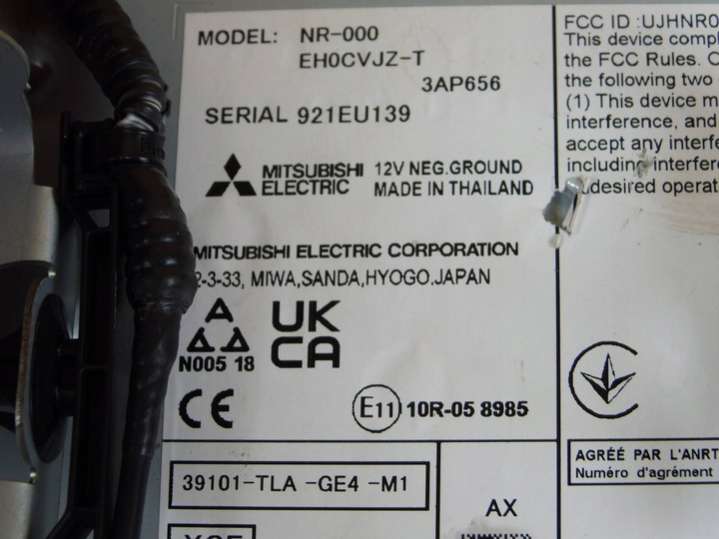 MODEL: NR-000
EH0CVJZ-T
3AP656
SERIAL 921EU139
MITSUBISHI
ELECTRIC
12V NEG.GROUND
MADE IN THAILAND
MITSUBISHI ELECTRIC CORPORATION
2-3-33, MIWA,SANDA,HYOGO.JAPAN
A
N005 18
UK
CA
CE
E11 10R-05 8985
39101-TLA -GE4 -M1
AX
FCC ID :UJHNR0
This device compl
the FCC Rules. O
the following two
(1) This device m
interference, and
accept any interfe
including interfere
desired operat
AGRÉÉ PAR L'ANRT
Numéro d'agrément